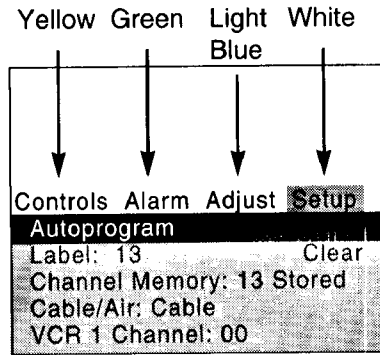 Yellow Green Light Blue White
Controls Alarm Adjust Setup
Autoprogram
Label: 13 Clear
Channel Memory: 13 Stored
Cable/Air: Cable
VCR 1 Channel: 00